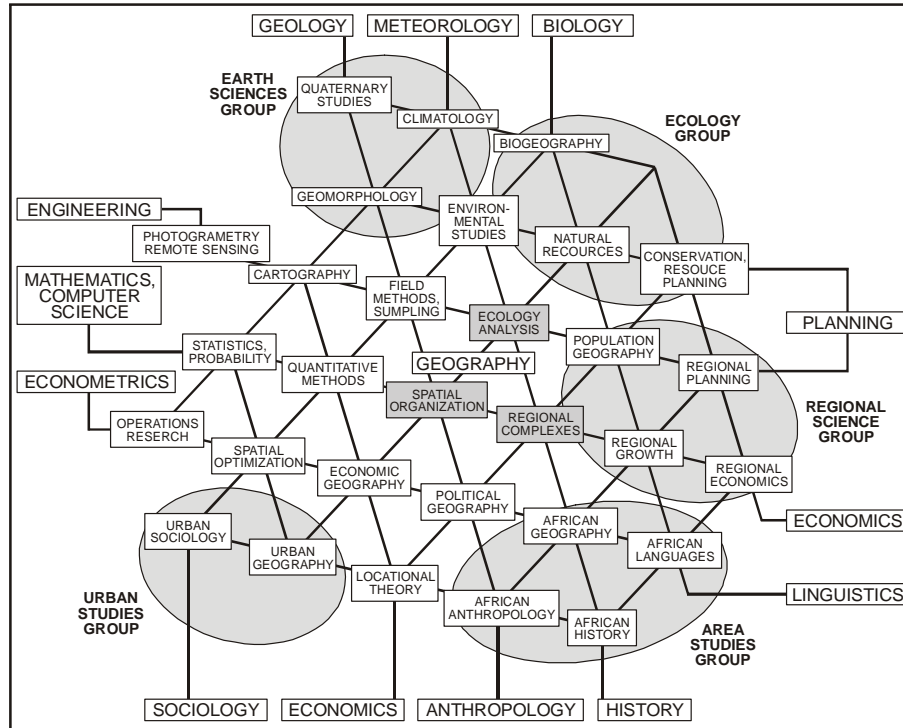 GEOLOGY
METEOROLOGY
BIOLOGY
EARTH
SCIENCES
GROUP
QUATERNARY
STUDIES
CLIMATOLOGY
ECOLOGY
GROUP
BIOGEOGRAPHY
GEOMORPHOLOGY
ENGINEERING
ENVIRON-
MENTAL
STUDIES
PHOTOGRAMETRY
REMOTE SENSING
NATURAL
RECOURCES
CONSERVATION,
RESOUCE
PLANNING
MATHEMATICS,
COMPUTER
SCIENCE
CARTOGRAPHY
FIELD
METHODS,
SUMPLING
ECOLOGY
ANALYSIS
PLANNING
STATISTICS,
PROBABILITY
POPULATION
GEOGRAPHY
GEOGRAPHY
QUANTITATIVE
METHODS
REGIONAL
PLANNING
ECONOMETRICS
SPATIAL
ORGANIZATION
REGIONAL
COMPLEXES
REGIONAL
SCIENCE
GROUP
OPERATIONS
RESERCH
SPATIAL
OPTIMIZATION
REGIONAL
GROWTH
ECONOMIC
GEOGRAPHY
REGIONAL
ECONOMICS
POLITICAL
GEOGRAPHY
URBAN
SOCIOLOGY
AFRICAN
GEOGRAPHY
ECONOMICS
URBAN
GEOGRAPHY
AFRICAN
LANGUAGES
LOCATIONAL
THEORY
LINGUISTICS
AFRICAN
ANTHROPOLOGY
AFRICAN
HISTORY
URBAN
STUDIES
GROUP
AREA
STUDIES
GROUP
SOCIOLOGY
ECONOMICS
ANTHROPOLOGY
HISTORY